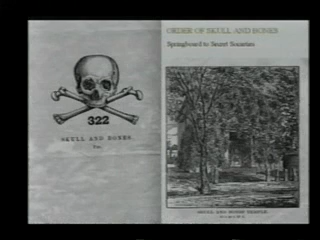 322
SKULL AND BONES.
ORDER OF SKULL AND BONES
Springboard to Secret Societies
SKULL AND BONES TEMPLE.